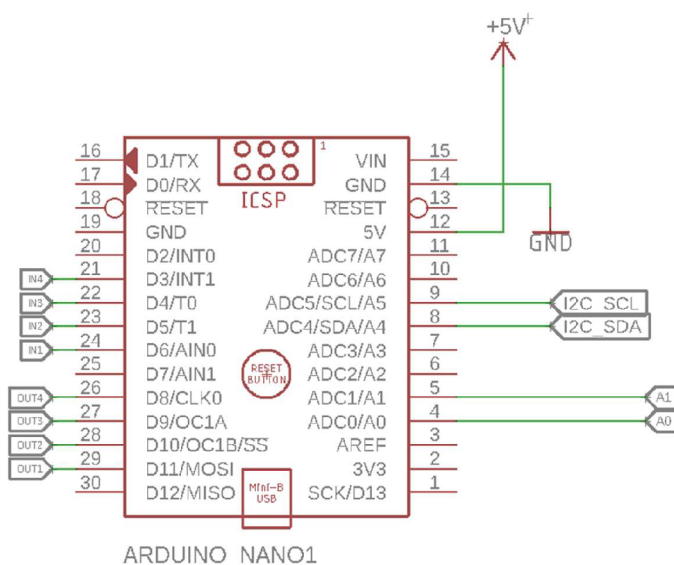 +5V
16 D1/TX 1 VIN 15
17 D0/RX ICSP GND 14
18 RESET RESET 13
19 GND 5V 12 GND
20 D2/INT0 ADC7/A7 11
IN4 21 D3/INT1 ADC6/A6 10
IN3 22 D4/T0 ADC5/SCL/A5 9 I2C_SCL
IN2 23 D5/T1 ADC4/SDA/A4 8 I2C_SDA
IN1 24 D6/AIN0 ADC3/A3 7
25 D7/AIN1 RESET BUTTON ADC2/A2 6
OUT4 26 D8/CLK0 ADC1/A1 5 A1
OUT3 27 D9/OC1A ADC0/A0 4 A0
OUT2 28 D10/OC1B/SS AREF 3
OUT1 29 D11/MOSI 3V3 2
30 D12/MISO Mini-B USB SCK/D13 1
ARDUINO NANO1